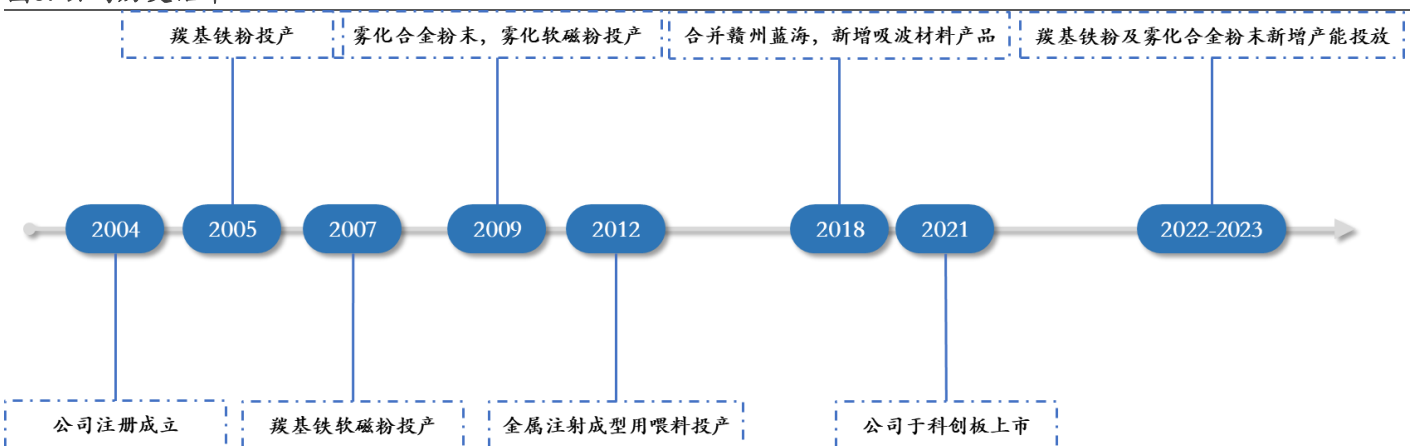 羰基铁粉投产
雾化合金粉末，雾化软磁粉投产
合并赣州蓝海，新增吸波材料产品
羰基铁粉及雾化合金粉末新增产能投放
2004
2005
2007
2009
2012
2018
2021
2022-2023
公司注册成立
羰基铁软磁粉投产
金属注射成型用喂料投产
公司于科创板上市